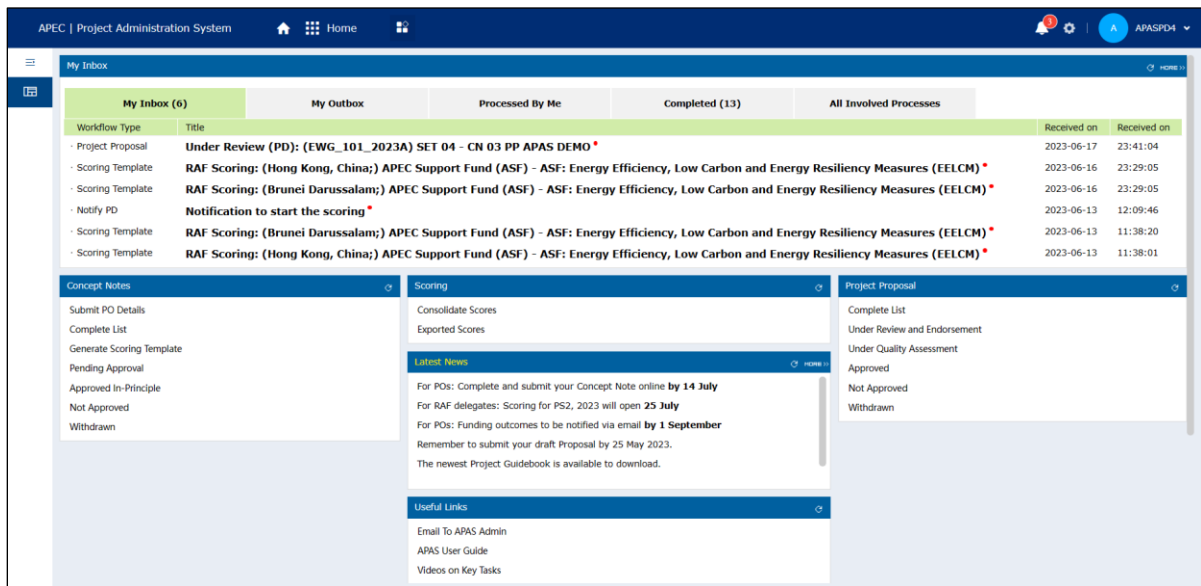 APEC | Project Administration System
Home
3
A
APASPD4
My Inbox
MORE >>
My Inbox (6)
My Outbox
Processed By Me
Completed (13)
All Involved Processes
Workflow Type Title Received on Received on
· Project Proposal Under Review (PD): (EWG_101_2023A) SET 04 - CN 03 PP APAS DEMO 2023-06-17 23:41:04
· Scoring Template RAF Scoring: (Hong Kong, China;) APEC Support Fund (ASF) - ASF: Energy Efficiency, Low Carbon and Energy Resiliency Measures (EELCM) 2023-06-16 23:29:05
· Scoring Template RAF Scoring: (Brunei Darussalam;) APEC Support Fund (ASF) - ASF: Energy Efficiency, Low Carbon and Energy Resiliency Measures (EELCM) 2023-06-16 23:29:05
· Notify PD Notification to start the scoring 2023-06-13 12:09:46
· Scoring Template RAF Scoring: (Brunei Darussalam;) APEC Support Fund (ASF) - ASF: Energy Efficiency, Low Carbon and Energy Resiliency Measures (EELCM) 2023-06-13 11:38:20
· Scoring Template RAF Scoring: (Hong Kong, China;) APEC Support Fund (ASF) - ASF: Energy Efficiency, Low Carbon and Energy Resiliency Measures (EELCM) 2023-06-13 11:38:01
Concept Notes
Submit PO Details
Complete List
Generate Scoring Template
Pending Approval
Approved In-Principle
Not Approved
Withdrawn
Scoring
Consolidate Scores
Exported Scores
Latest News
MORE >>
For POs: Complete and submit your Concept Note online by 14 July
For RAF delegates: Scoring for PS2, 2023 will open 25 July
For POs: Funding outcomes to be notified via email by 1 September
Remember to submit your draft Proposal by 25 May 2023.
The newest Project Guidebook is available to download.
Useful Links
Email To APAS Admin
APAS User Guide
Videos on Key Tasks
Project Proposal
Complete List
Under Review and Endorsement
Under Quality Assessment
Approved
Not Approved
Withdrawn